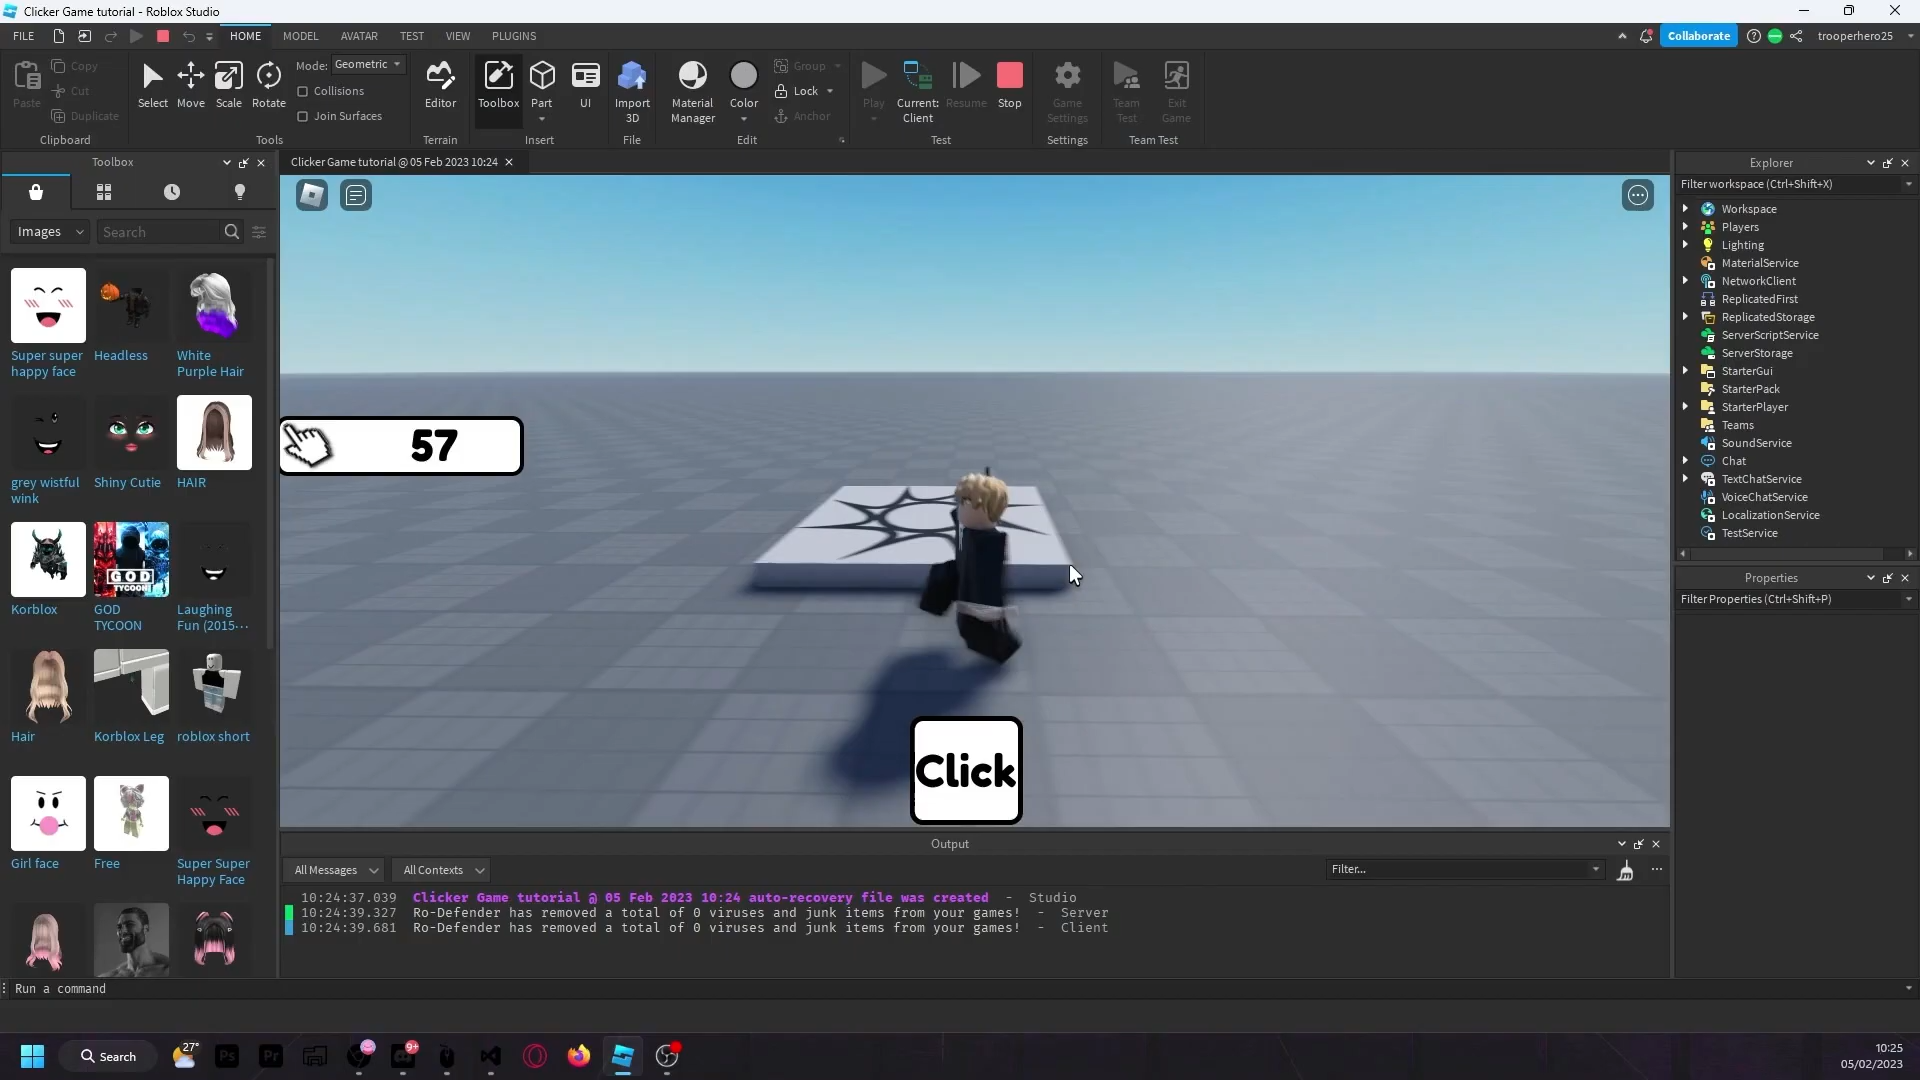 Clicker Game tutorial - Roblox Studio
FILE
HOME
MODEL
AVATAR
TEST
VIEW
PLUGINS
Collaborate
trooperhero25
Paste
Copy
Cut
Duplicate
Clipboard
Select
Move
Scale
Rotate
Mode: Geometric
Collisions
Join Surfaces
Tools
Editor
Terrain
Toolbox
Part
UI
Insert
Import
3D
File
Material
Manager
Color
Group
Lock
Anchor
Edit
Play
Current:
Client
Resume
Stop
Test
Game
Settings
Settings
Team
Test
Exit
Game
Team Test
Toolbox
Images
Search
Super super
happy face
Headless
White
Purple Hair
grey wistful
wink
Shiny Cutie
HAIR
Korblox
GOD
TYCOON
GOD
TYCOON
Laughing
Fun (2015···
Hair
Korblox Leg
roblox short
Girl face
Free
Super Super
Happy Face
Clicker Game tutorial @ 05 Feb 2023 10:24
57
Click
Output
All Messages
All Contexts
Filter...
10:24:37.039 Clicker Game tutorial @ 05 Feb 2023 10:24 auto-recovery file was created - Studio
10:24:39.327 Ro-Defender has removed a total of 0 viruses and junk items from your games! - Server
10:24:39.681 Ro-Defender has removed a total of 0 viruses and junk items from your games! - Client
Explorer
Filter workspace (Ctrl+Shift+X)
Workspace
Players
Lighting
MaterialService
NetworkClient
ReplicatedFirst
ReplicatedStorage
ServerScriptService
ServerStorage
StarterGui
StarterPack
StarterPlayer
Teams
SoundService
Chat
TextChatService
VoiceChatService
LocalizationService
TestService
Properties
Filter Properties (Ctrl+Shift+P)
Run a command
Search
27°
Ps
Pr
9+
10:25
05/02/2023